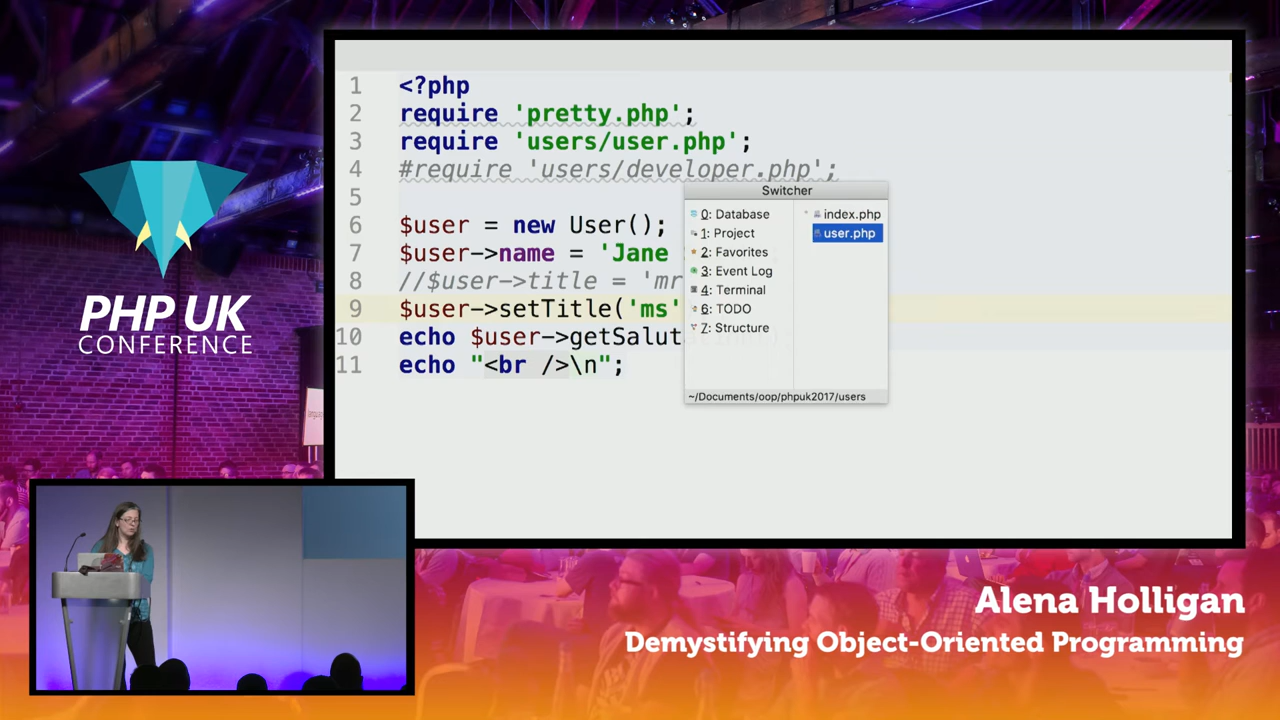 1 <?php
2 require 'pretty.php';
3 require 'users/user.php';
4 #require 'users/developer.php';
5
6 $user = new User();
7 $user->name = 'Jane
8 //$user->title = 'mr
9 $user->setTitle('ms'
10 echo $user->getSalut
11 echo "<br />\n";
Switcher
0: Database
1: Project
2: Favorites
3: Event Log
4: Terminal
6: TODO
7: Structure
index.php
user.php
~/Documents/oop/phpuk2017/users
PHP UK
CONFERENCE
Alena Holligan
Demystifying Object-Oriented Programming